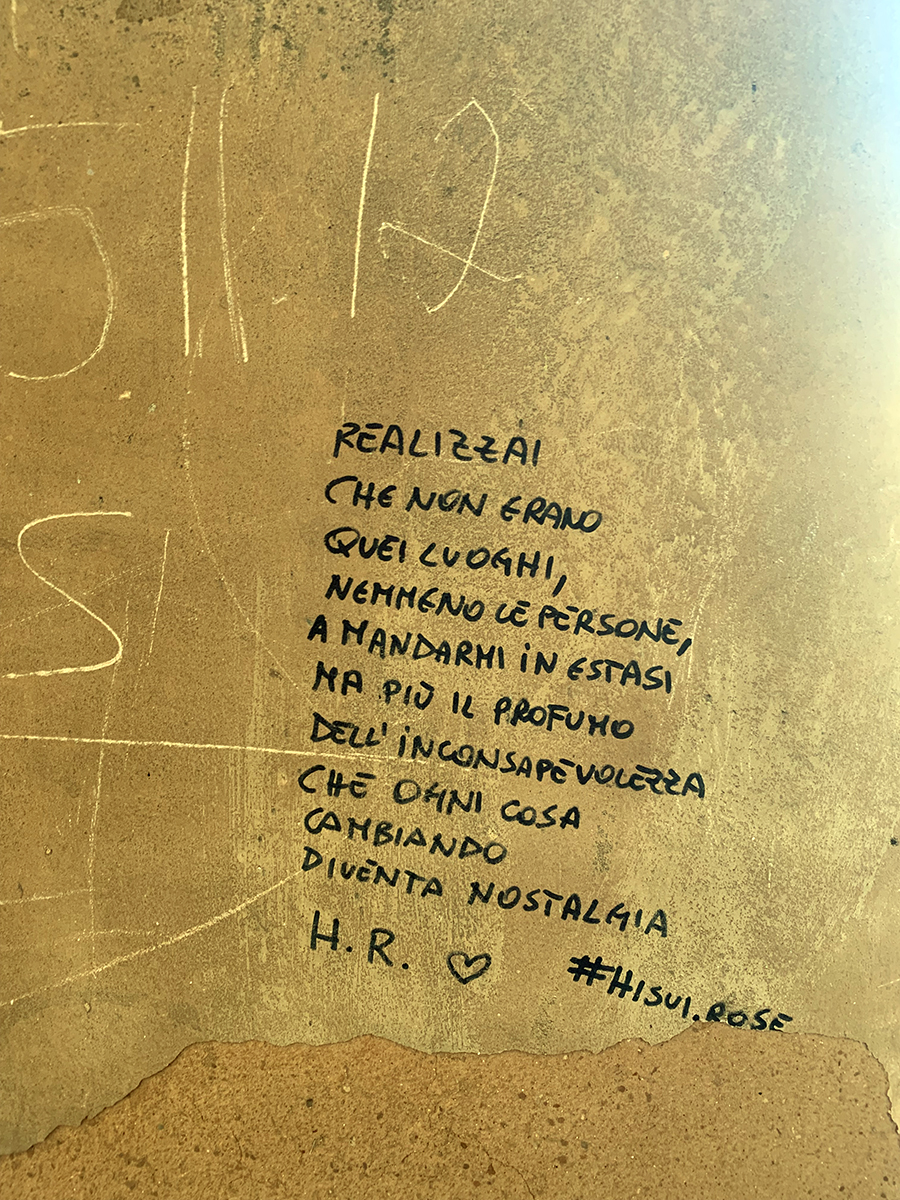 REALIZZAI
CHE NON ERANO
QUEI LUOGHI,
NEMMENO LE PERSONE,
A MANDARMI IN ESTASI
MA PIÙ IL PROFUMO
DELL'INCONSAPEVOLEZZA
CHE OGNI COSA
CAMBIANDO
DIVENTA NOSTALGIA
H. R. ♡
#HISUI.ROSE